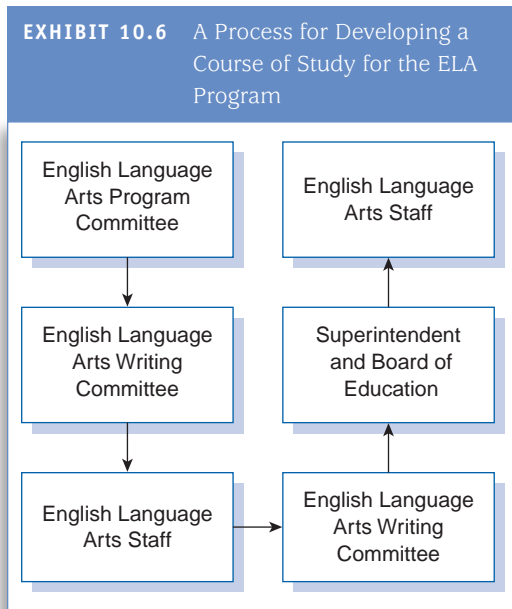 EXHIBIT 10.6 A Process for Developing a
Course of Study for the ELA
Program
English Language
Arts Program
Committee
English Language
Arts Writing
Committee
English Language
Arts Staff
English Language
Arts Writing
Committee
Superintendent
and Board of
Education
English Language
Arts Staff